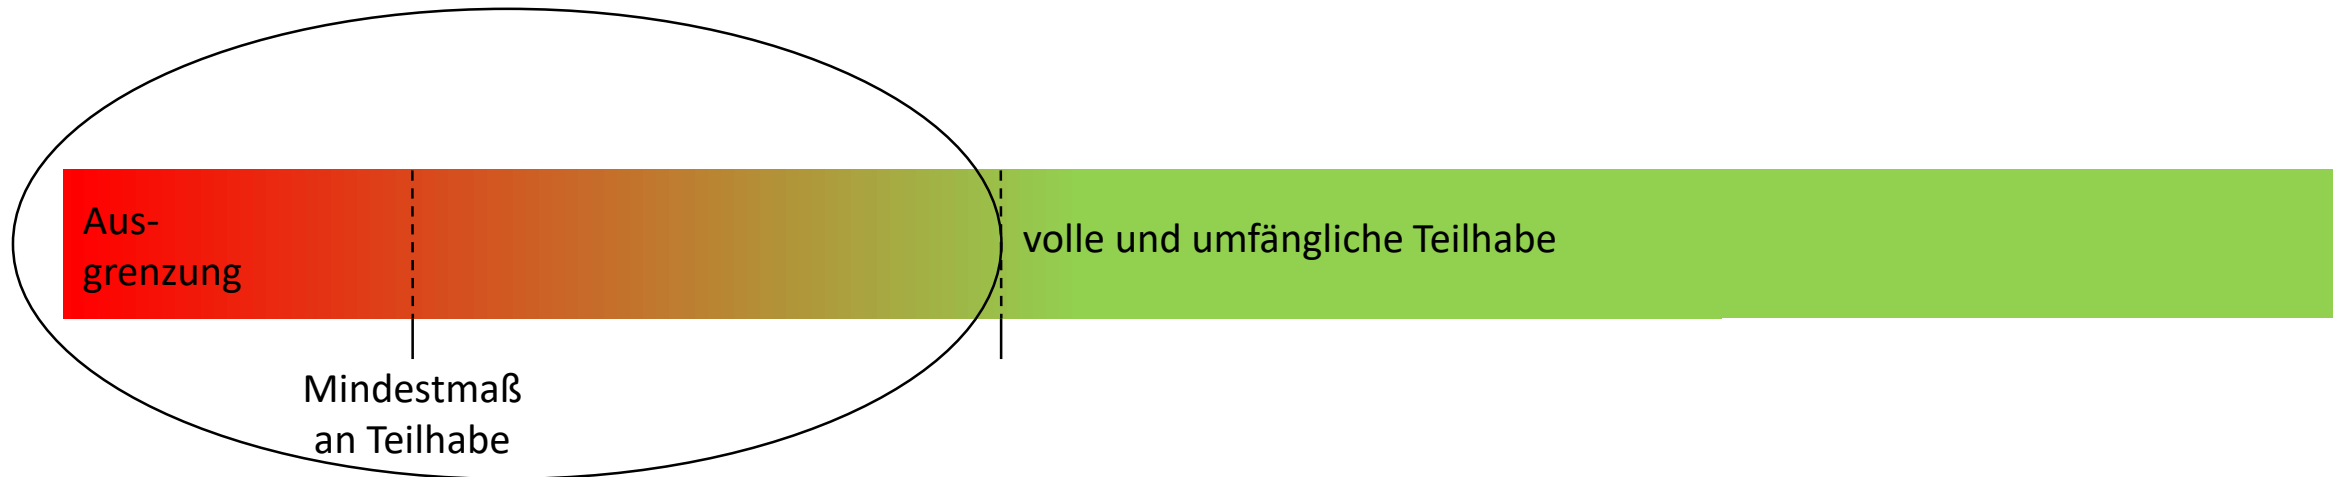 Aus-
grenzung
volle und umfängliche Teilhabe
Mindestmaß
an Teilhabe